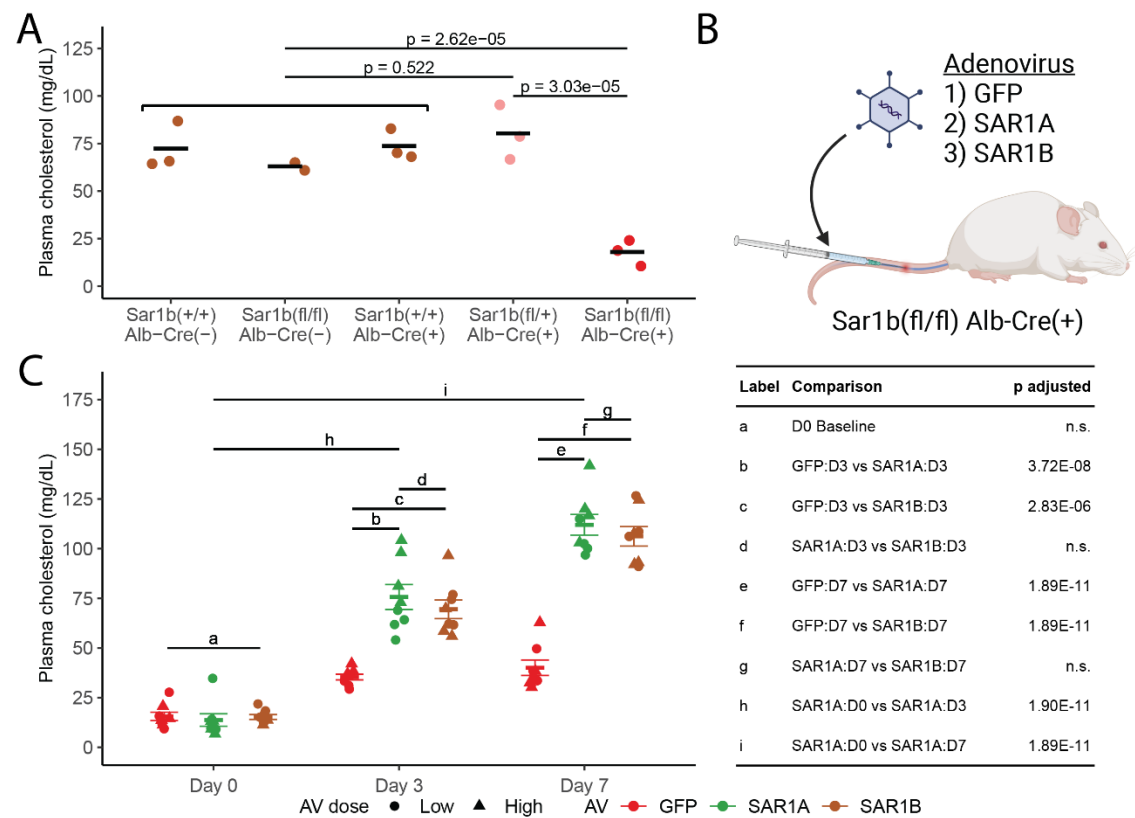 A
Plasma cholesterol (mg/dL)
125
100
75
50
25
0
p = 2.62e−05
p = 0.522
p = 3.03e−05
Sar1b(+/+)
Alb−Cre(−)
Sar1b(fl/fl)
Alb−Cre(−)
Sar1b(+/+)
Alb−Cre(+)
Sar1b(fl/+)
Alb−Cre(+)
Sar1b(fl/fl)
Alb−Cre(+)
B
Adenovirus
1) GFP
2) SAR1A
3) SAR1B
Sar1b(fl/fl) Alb-Cre(+)
C
Plasma cholesterol (mg/dL)
175
150
125
100
75
50
25
0
i
h
g
f
e
d
c
b
a
Day 0
Day 3
Day 7
AV dose Low High AV GFP SAR1A SAR1B
Label Comparison p adjusted
a D0 Baseline n.s.
b GFP:D3 vs SAR1A:D3 3.72E-08
c GFP:D3 vs SAR1B:D3 2.83E-06
d SAR1A:D3 vs SAR1B:D3 n.s.
e GFP:D7 vs SAR1A:D7 1.89E-11
f GFP:D7 vs SAR1B:D7 1.89E-11
g SAR1A:D7 vs SAR1B:D7 n.s.
h SAR1A:D0 vs SAR1A:D3 1.90E-11
i SAR1A:D0 vs SAR1A:D7 1.89E-11